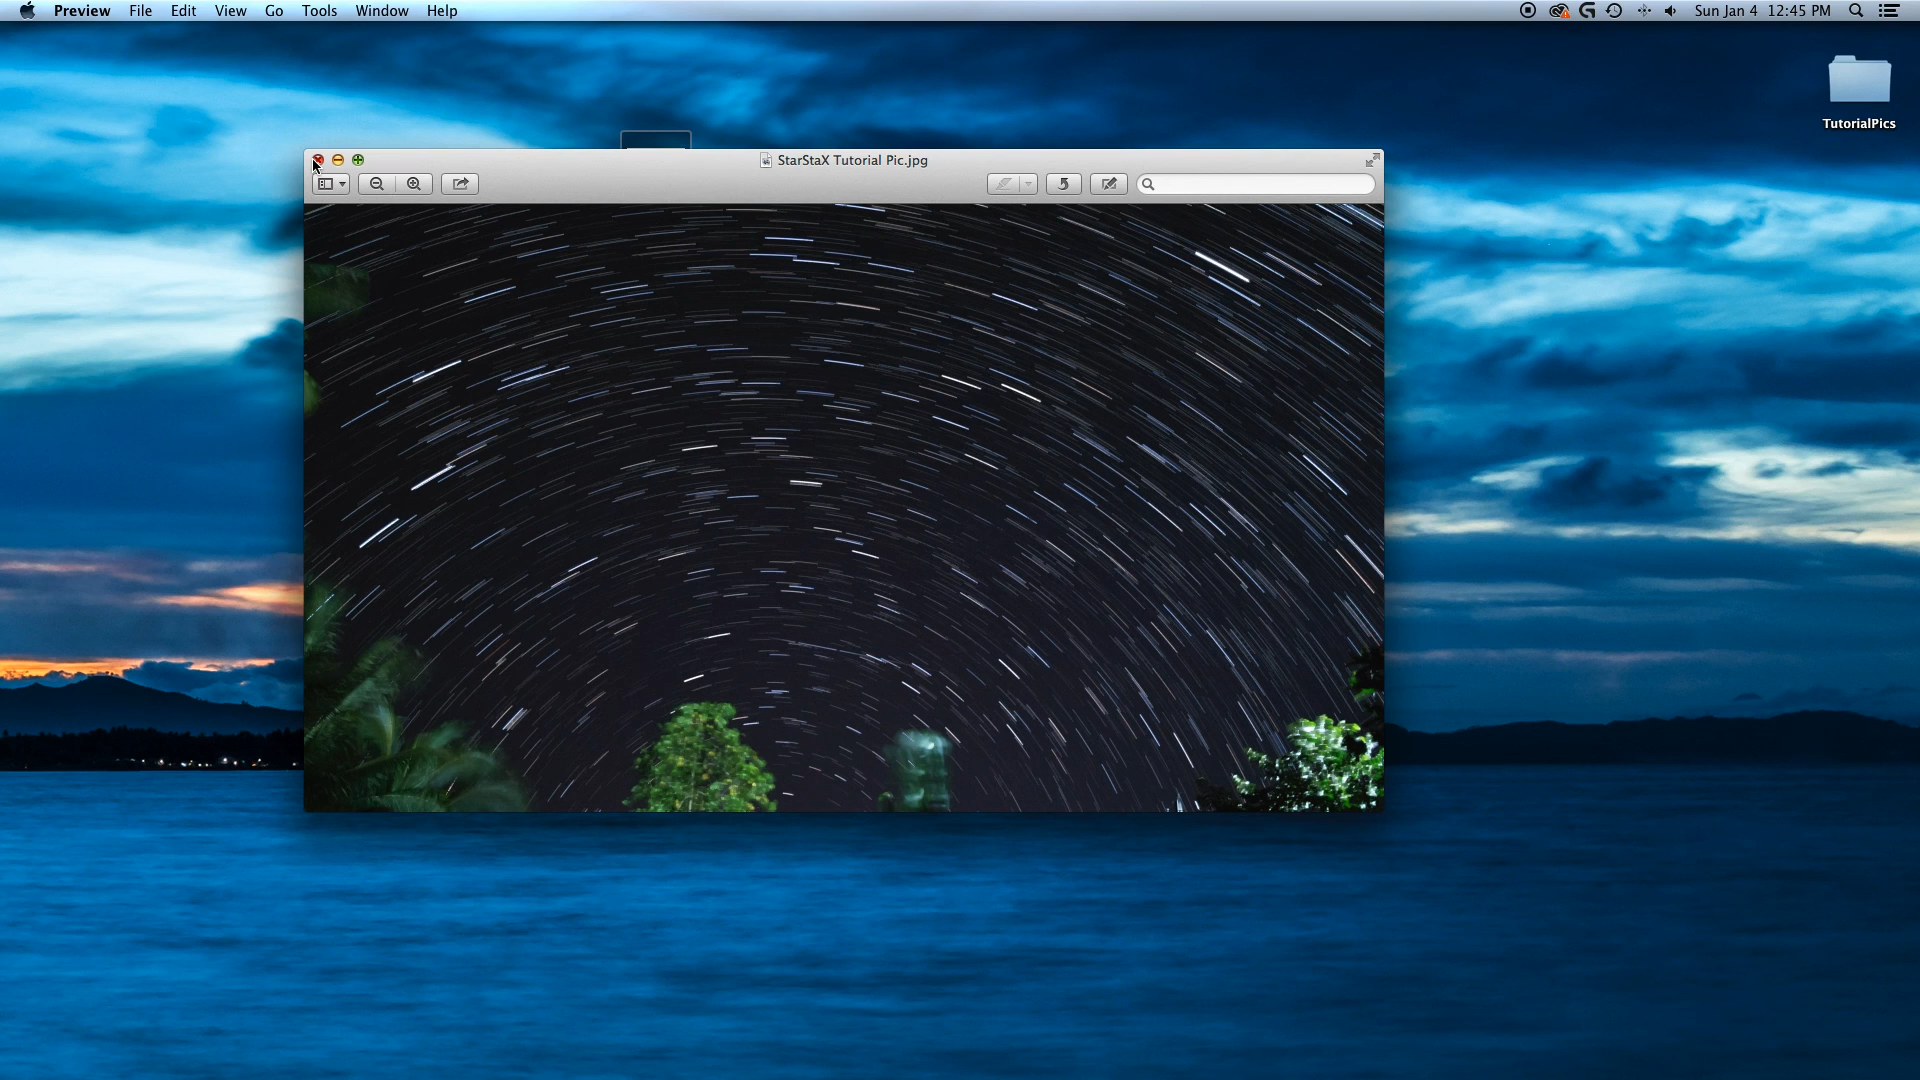 Preview File Edit View Go Tools Window Help Sun Jan 4 12:45 PM
TutorialPics
StarStaX Tutorial Pic.jpg